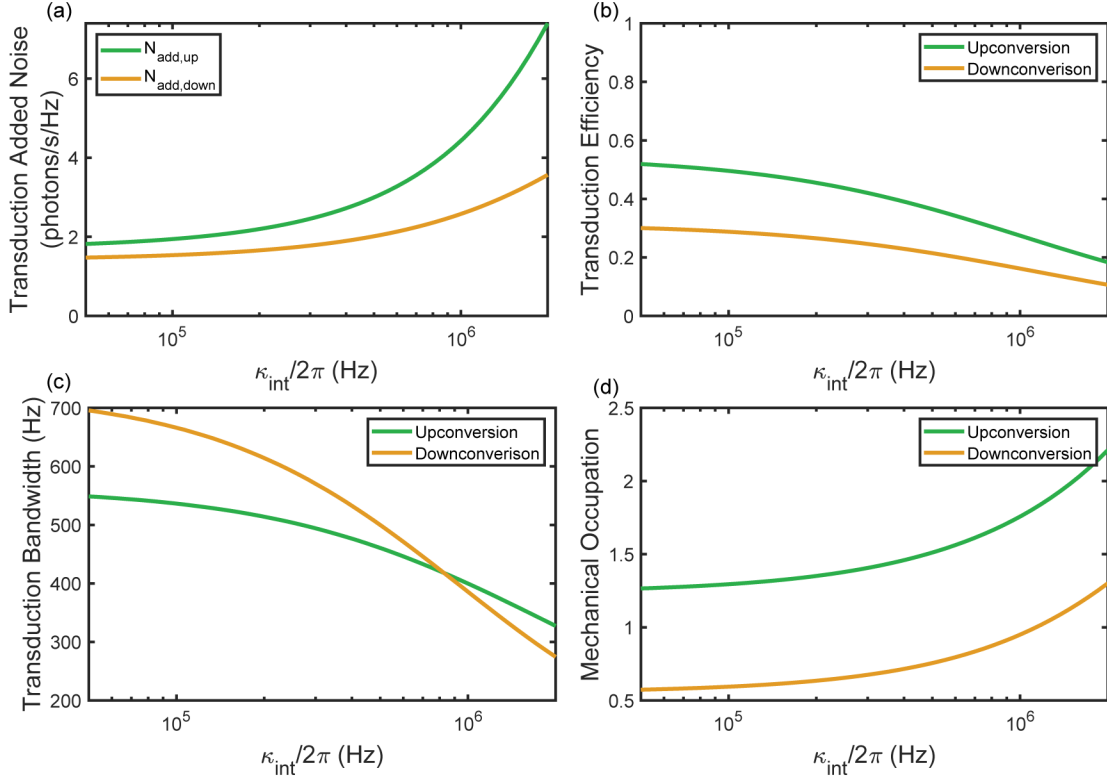 (a)
N_add,up
N_add,down
Transduction Added Noise
(photons/s/Hz)
6
4
2
0
10^5
10^6
κ_int/2π (Hz)
(b)
Upconversion
Downconverison
Transduction Efficiency
1
0.8
0.6
0.4
0.2
0
10^5
10^6
κ_int/2π (Hz)
(c)
Upconversion
Downconverison
Transduction Bandwidth (Hz)
700
600
500
400
300
200
10^5
10^6
κ_int/2π (Hz)
(d)
Upconversion
Downconversion
Mechanical Occupation
2.5
2
1.5
1
0.5
10^5
10^6
κ_int/2π (Hz)